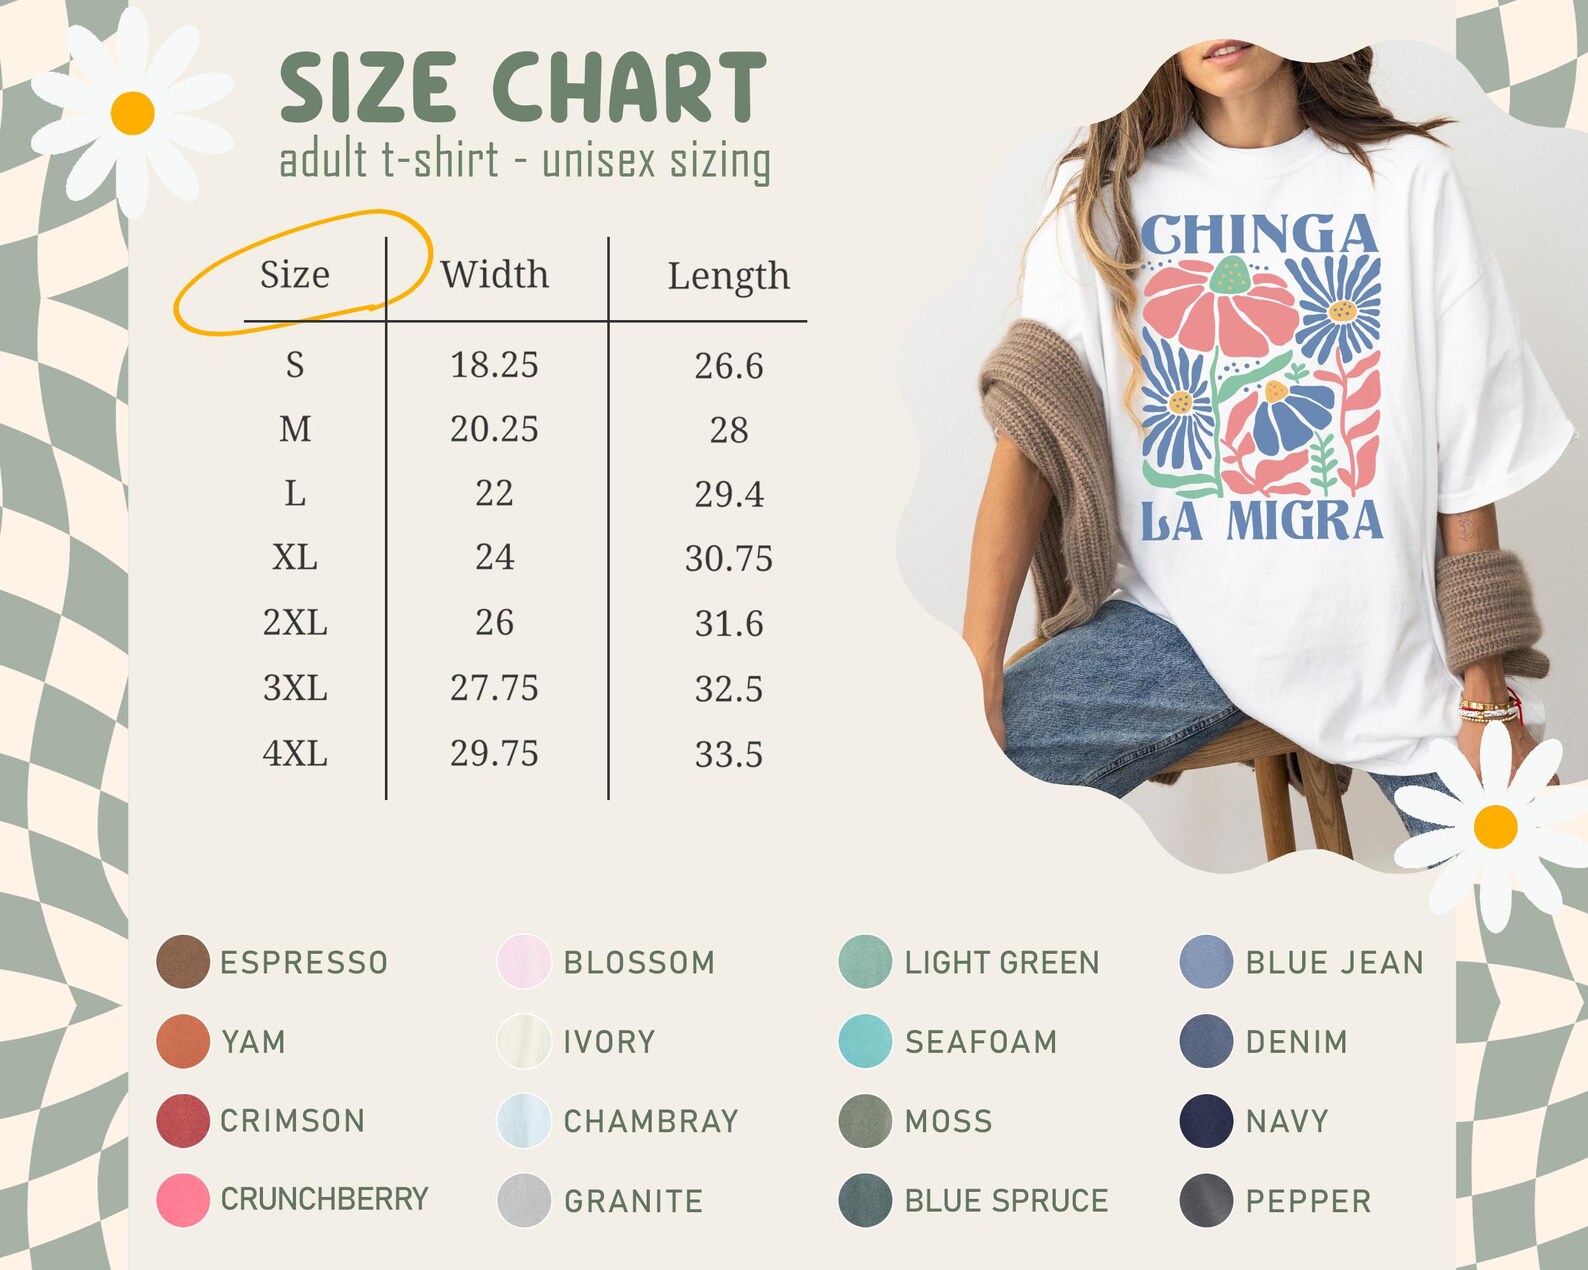 SIZE CHART
adult t-shirt - unisex sizing
Size Width Length
S 18.25 26.6
M 20.25 28
L 22 29.4
XL 24 30.75
2XL 26 31.6
3XL 27.75 32.5
4XL 29.75 33.5
CHINGA
LA MIGRA
ESPRESSO BLOSSOM LIGHT GREEN BLUE JEAN
YAM IVORY SEAFOAM DENIM
CRIMSON CHAMBRAY MOSS NAVY
CRUNCHBERRY GRANITE BLUE SPRUCE PEPPER